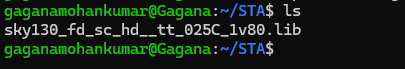 gaganamohankumar@Gagana:~/STA$ ls
sky130_fd_sc_hd__tt_025C_1v80.lib
gaganamohankumar@Gagana:~/STA$